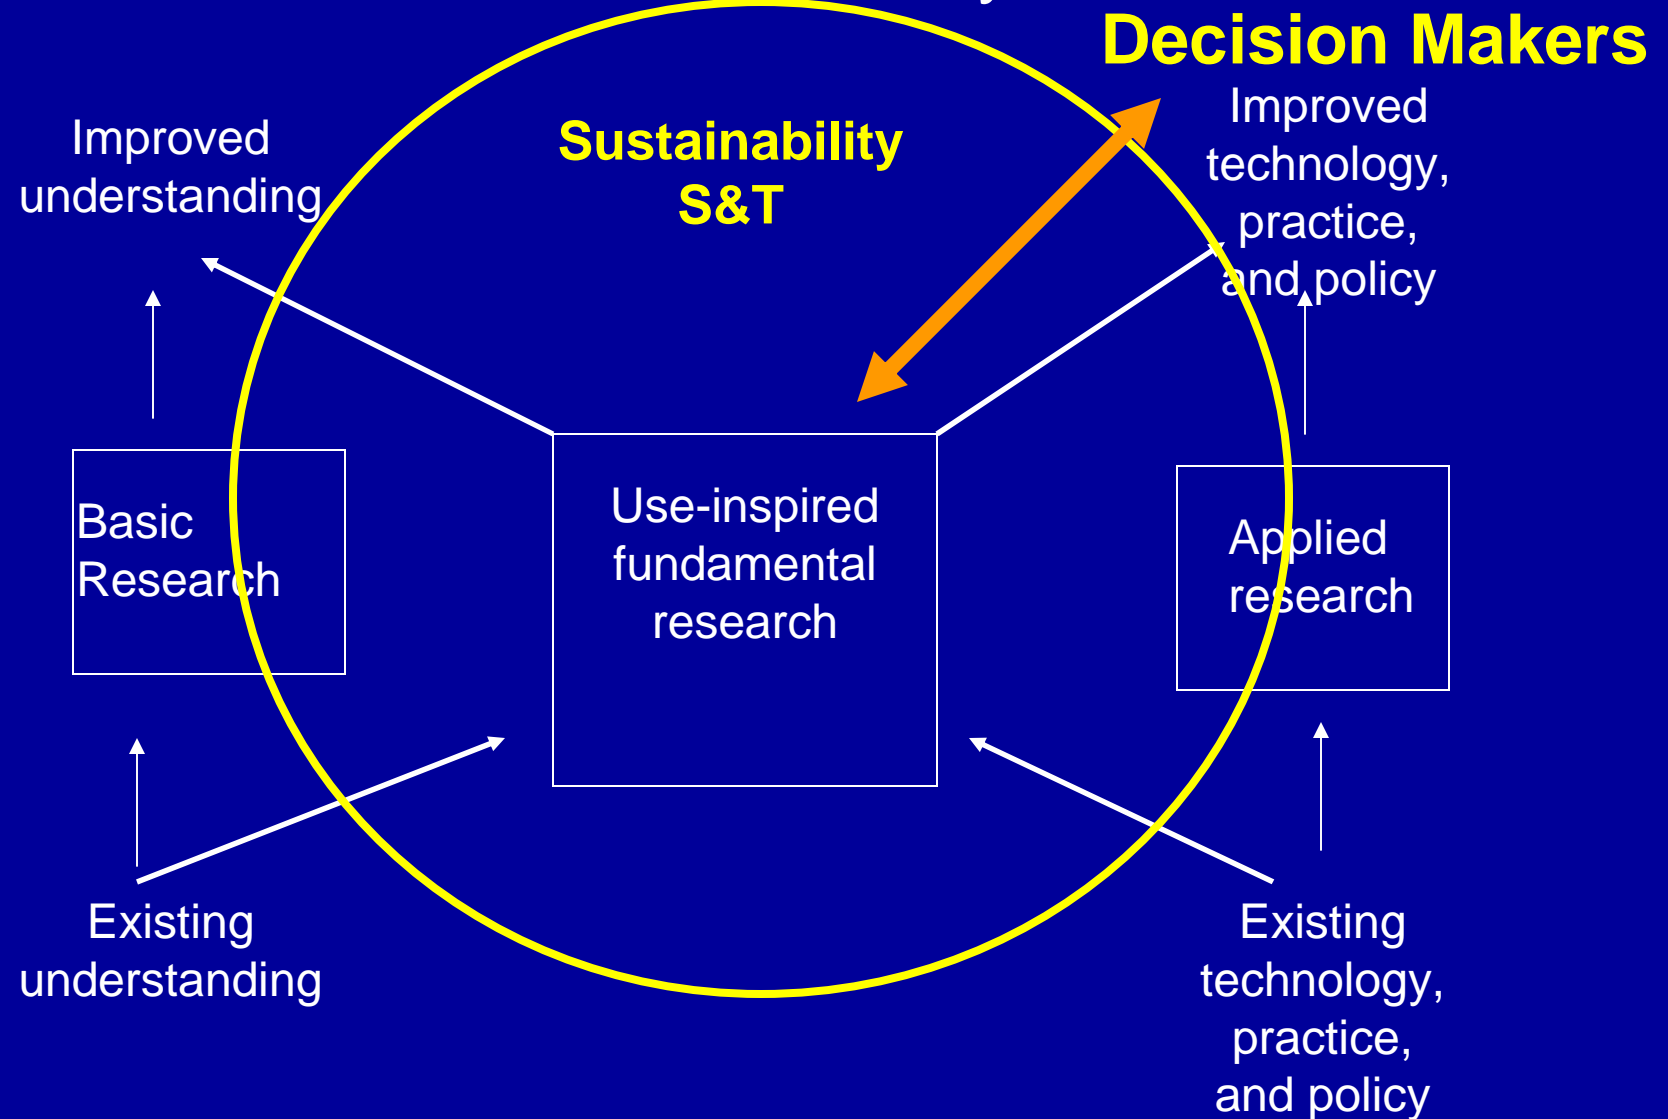 Decision Makers
Improved
understanding
Sustainability
S&T
Improved
technology,
practice,
and policy
Basic
Research
Use-inspired
fundamental
research
Applied
research
Existing
understanding
Existing
technology,
practice,
and policy